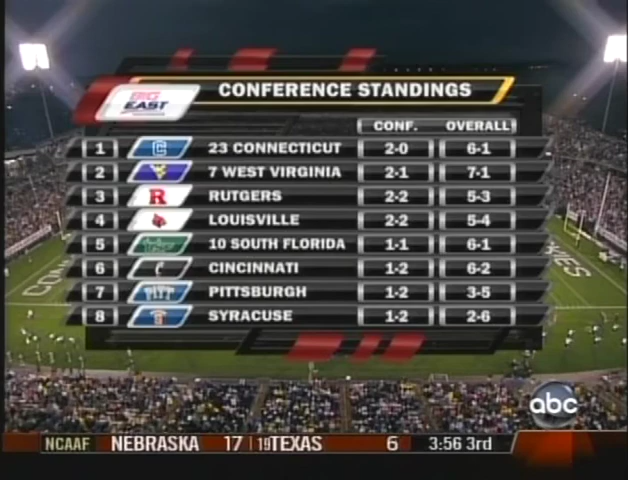 BIG EAST
CONFERENCE STANDINGS
CONF. OVERALL
1 C 23 CONNECTICUT 2-0 6-1
2 7 WEST VIRGINIA 2-1 7-1
3 R RUTGERS 2-2 5-3
4 LOUISVILLE 2-2 5-4
5 10 SOUTH FLORIDA 1-1 6-1
6 C CINCINNATI 1-2 6-2
7 PITT PITTSBURGH 1-2 3-5
8 SYRACUSE 1-2 2-6
abc
NCAAF NEBRASKA 17 19TEXAS 6 3:56 3rd